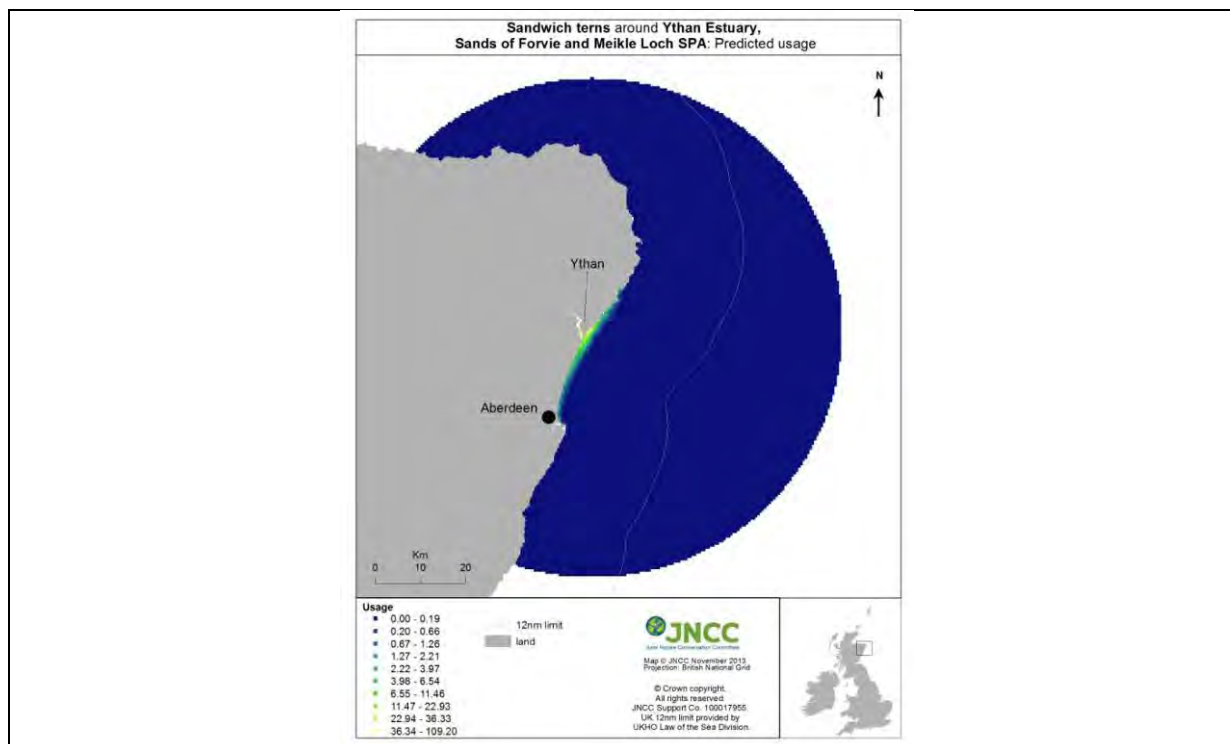 Sandwich terns around Ythan Estuary,
Sands of Forvie and Meikle Loch SPA: Predicted usage
N
Ythan
Aberdeen
Km
0 10 20
Usage
0.00 - 0.19
0.20 - 0.66
0.67 - 1.26
1.27 - 2.21
2.22 - 3.97
3.98 - 6.54
6.55 - 11.46
11.47 - 22.93
22.94 - 36.33
36.34 - 109.20
12nm limit
land
JNCC
Joint Nature Conservation Committee
Map © JNCC November 2013
Projection: British National Grid
© Crown copyright.
All rights reserved.
JNCC Support Co. 100017955
UK 12nm limit provided by
UKHO Law of the Sea Division.